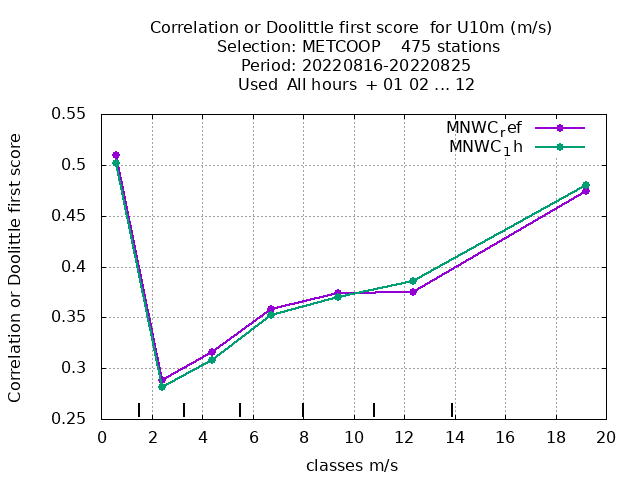 Correlation or Doolittle first score  for U10m (m/s)
Selection: METCOOP    475 stations
Period: 20220816-20220825
Used  All hours  + 01 02 ... 12
MNWC_ref
MNWC_1h
Correlation or Doolittle first score
0.55
0.5
0.45
0.4
0.35
0.3
0.25
0 2 4 6 8 10 12 14 16 18 20
classes m/s